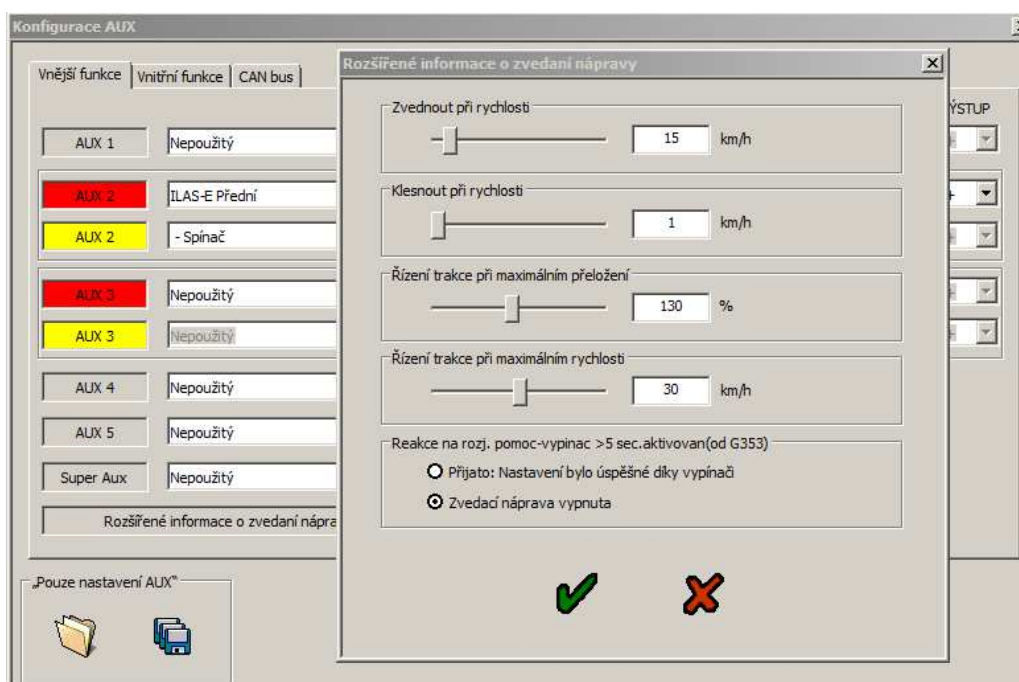 Konfigurace AUX
Vnější funkce
Vnitřní funkce
CAN bus
AUX 1
Nepoužitý
AUX 2
ILAS-E Přední
AUX 2
- Spínač
AUX 3
Nepoužitý
AUX 3
Nepoužitý
AUX 4
Nepoužitý
AUX 5
Nepoužitý
Super Aux
Nepoužitý
Rozšířené informace o zvedaní nápra
„Pouze nastavení AUX“
Rozšířené informace o zvedaní nápravy
Zvednout při rychlosti
15 km/h
Klesnout při rychlosti
1 km/h
Řízení trakce při maximálním přeložení
130 %
Řízení trakce při maximálním rychlosti
30 km/h
Reakce na rozj. pomoc-vypinac >5 sec.aktivovan(od G353)
Přijato: Nastavení bylo úspěšné díky vypínači
Zvedací náprava vypnuta
ÝSTUP